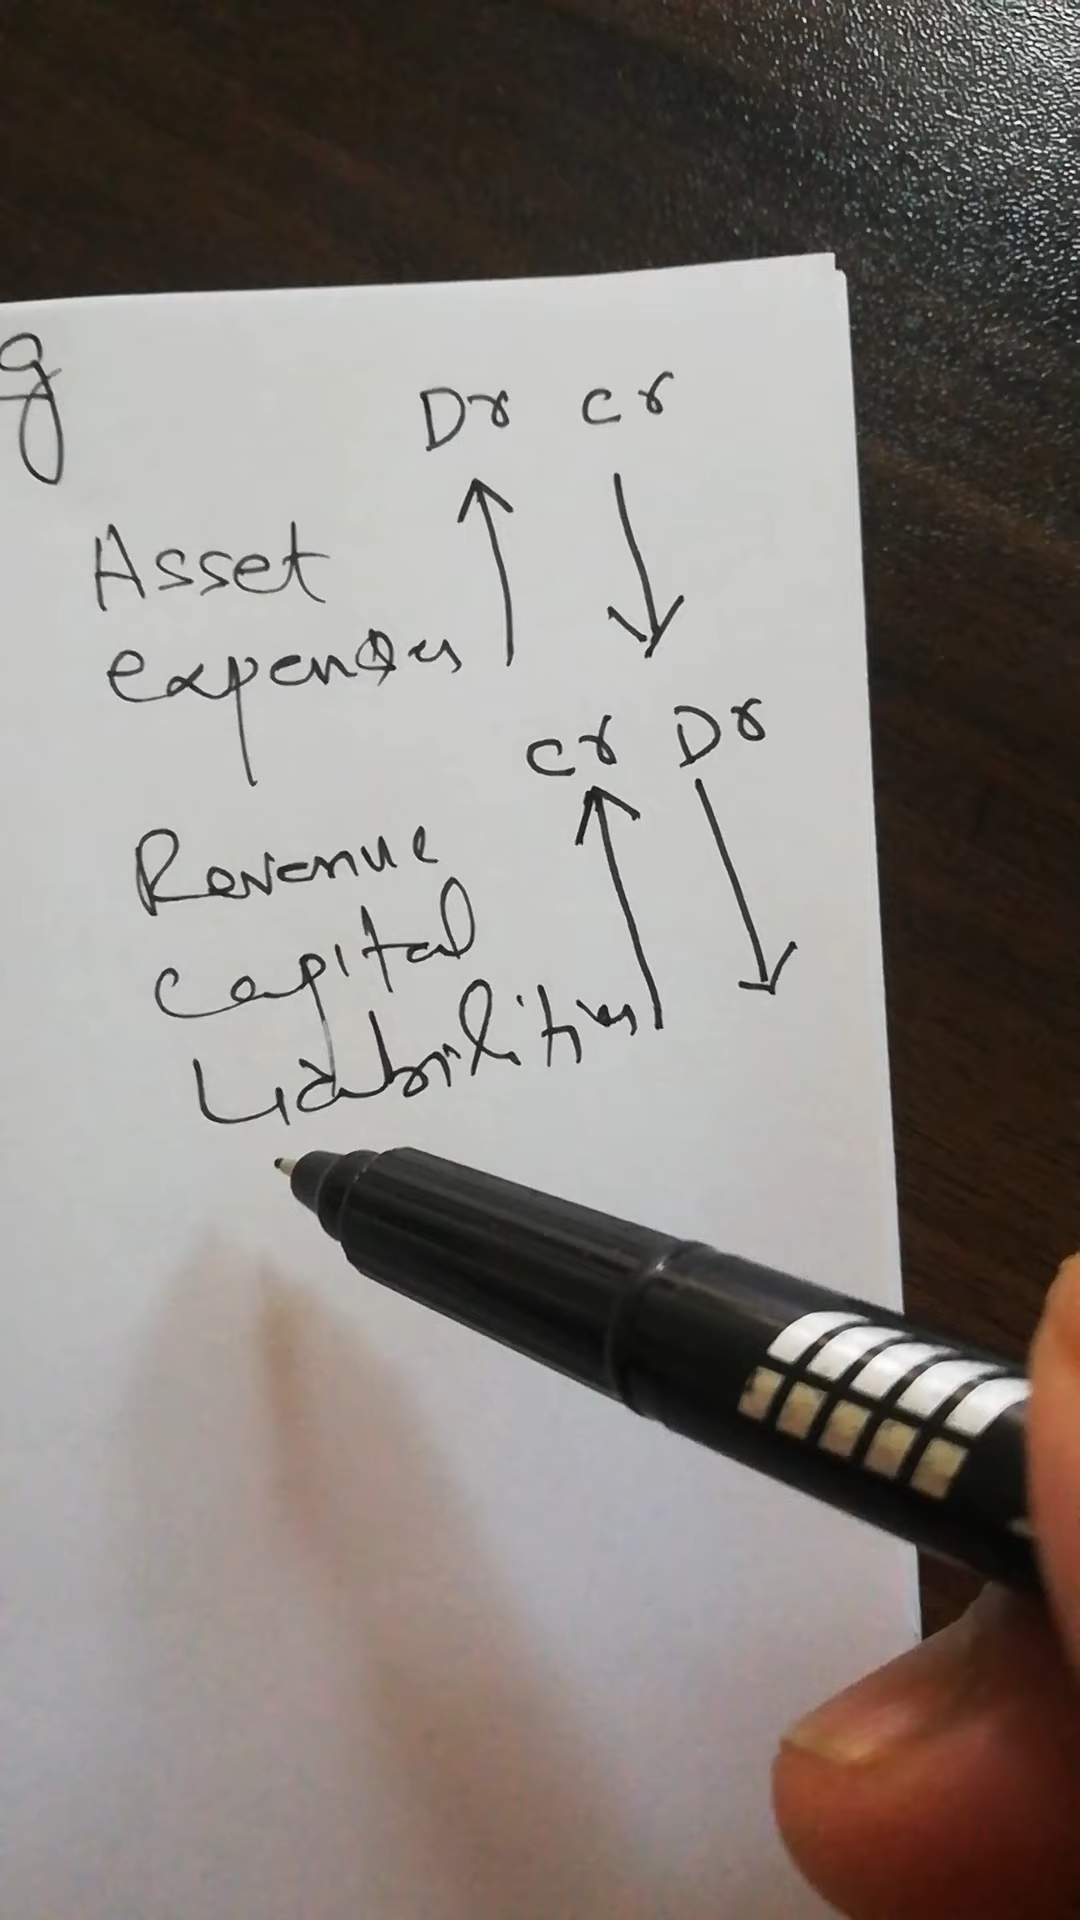 g
Dr Cr
Asset
expenses
Cr Dr
Revenue
capital
Liabilities